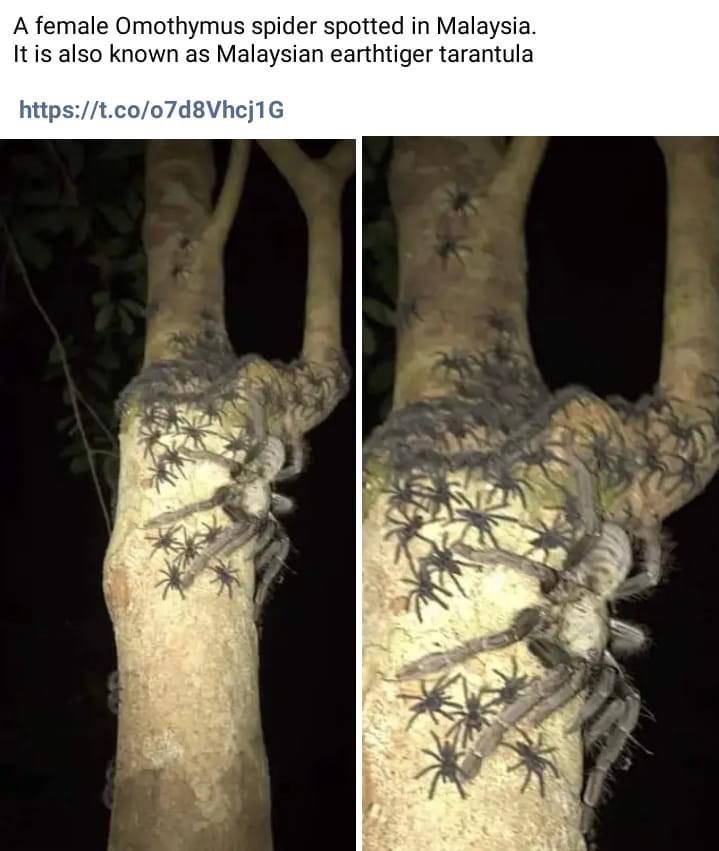 A female Omothymus spider spotted in Malaysia.
It is also known as Malaysian earthtiger tarantula
https://t.co/o7d8Vhcj1G